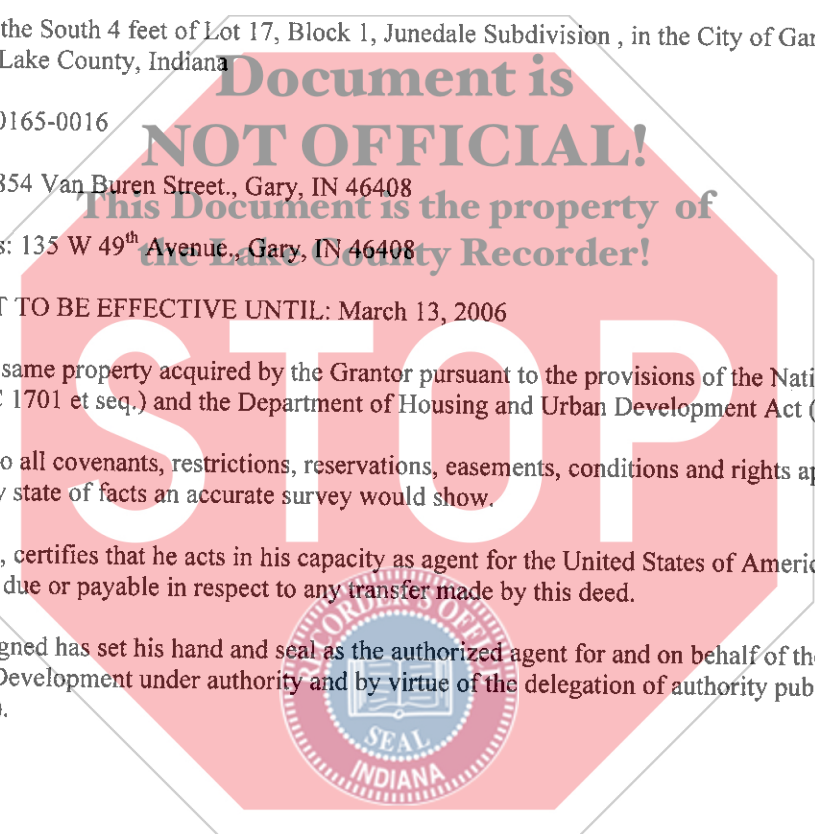 the South 4 feet of Lot 17, Block 1, Junedale Subdivision , in the City of Gar
Lake County, Indiana
Document is
0165-0016
NOT OFFICIAL!
854 Van Buren Street., Gary, IN 46408
This Document is the property of
s: 135 W 49th Avenue., Gary, IN 46408
the Lake County Recorder!
T TO BE EFFECTIVE UNTIL: March 13, 2006
STOP
same property acquired by the Grantor pursuant to the provisions of the Nati
C 1701 et seq.) and the Department of Housing and Urban Development Act (
o all covenants, restrictions, reservations, easements, conditions and rights ap
y state of facts an accurate survey would show.
, certifies that he acts in his capacity as agent for the United States of Americ
due or payable in respect to any transfer made by this deed.
gned has set his hand and seal as the authorized agent for and on behalf of the
Development under authority and by virtue of the delegation of authority pub
).
RECORDER'S OFFICE
SEAL
INDIANA